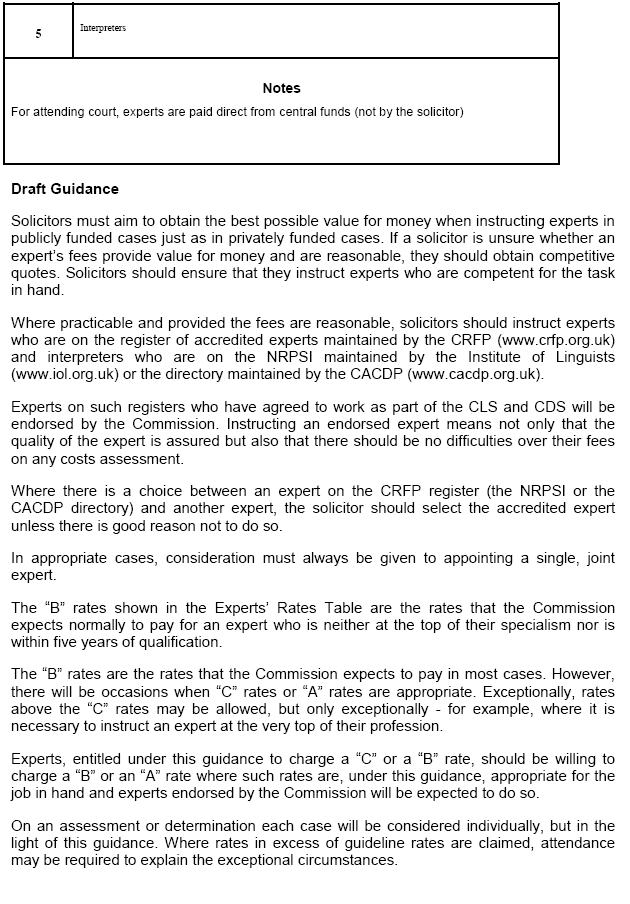 5
Interpreters
Notes
For attending court, experts are paid direct from central funds (not by the solicitor)
Draft Guidance
Solicitors must aim to obtain the best possible value for money when instructing experts in
publicly funded cases just as in privately funded cases. If a solicitor is unsure whether an
expert's fees provide value for money and are reasonable, they should obtain competitive
quotes. Solicitors should ensure that they instruct experts who are competent for the task
in hand.
Where practicable and provided the fees are reasonable, solicitors should instruct experts
who are on the register of accredited experts maintained by the CRFP (www.crfp.org.uk)
and interpreters who are on the NRPSI maintained by the Institute of Linguists
(www.iol.org.uk) or the directory maintained by the CACDP (www.cacdp.org.uk).
Experts on such registers who have agreed to work as part of the CLS and CDS will be
endorsed by the Commission. Instructing an endorsed expert means not only that the
quality of the expert is assured but also that there should be no difficulties over their fees
on any costs assessment.
Where there is a choice between an expert on the CRFP register (the NRPSI or the
CACDP directory) and another expert, the solicitor should select the accredited expert
unless there is good reason not to do so.
In appropriate cases, consideration must always be given to appointing a single, joint
expert.
The “B” rates shown in the Experts' Rates Table are the rates that the Commission
expects normally to pay for an expert who is neither at the top of their specialism nor is
within five years of qualification.
The “B” rates are the rates that the Commission expects to pay in most cases. However,
there will be occasions when “C” rates or “A” rates are appropriate. Exceptionally, rates
above the “C” rates may be allowed, but only exceptionally - for example, where it is
necessary to instruct an expert at the very top of their profession.
Experts, entitled under this guidance to charge a “C” or a “B” rate, should be willing to
charge a “B” or an “A” rate where such rates are, under this guidance, appropriate for the
job in hand and experts endorsed by the Commission will be expected to do so.
On an assessment or determination each case will be considered individually, but in the
light of this guidance. Where rates in excess of guideline rates are claimed, attendance
may be required to explain the exceptional circumstances.